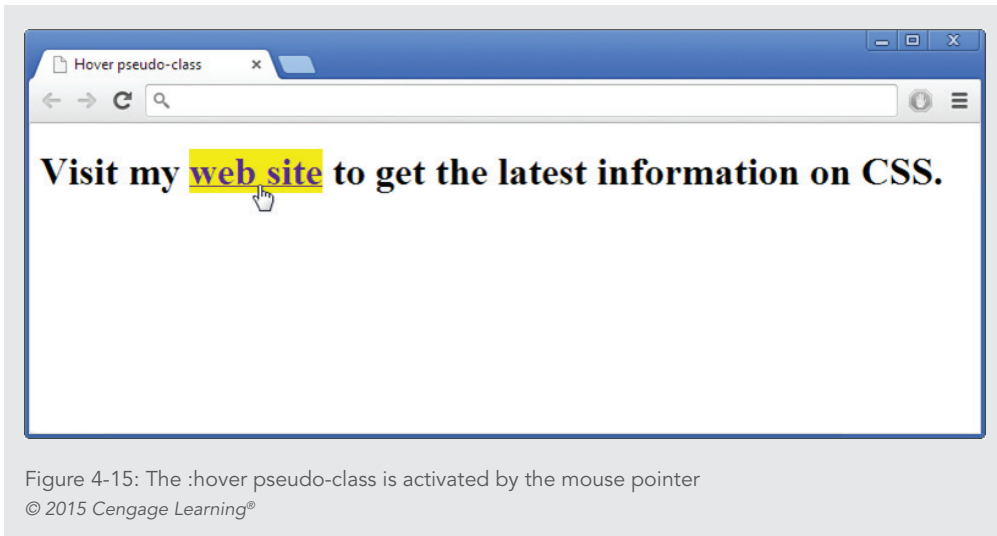 Hover pseudo-class
Visit my web site to get the latest information on CSS.
Figure 4-15: The :hover pseudo-class is activated by the mouse pointer
© 2015 Cengage Learning®